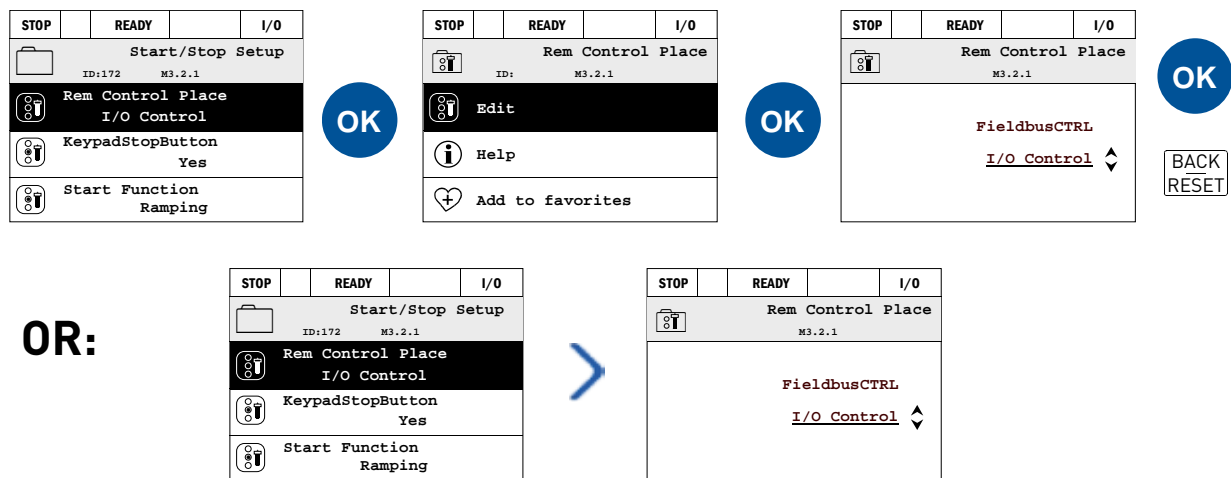 STOP READY I/O
Start/Stop Setup
ID:172 M3.2.1
Rem Control Place
I/O Control
KeypadStopButton
Yes
Start Function
Ramping
OK
STOP READY I/O
Rem Control Place
ID: M3.2.1
Edit
Help
Add to favorites
OK
STOP READY I/O
Rem Control Place
M3.2.1
FieldbusCTRL
I/O Control
OK
BACK
RESET
OR:
STOP READY I/O
Start/Stop Setup
ID:172 M3.2.1
Rem Control Place
I/O Control
KeypadStopButton
Yes
Start Function
Ramping
STOP READY I/O
Rem Control Place
M3.2.1
FieldbusCTRL
I/O Control